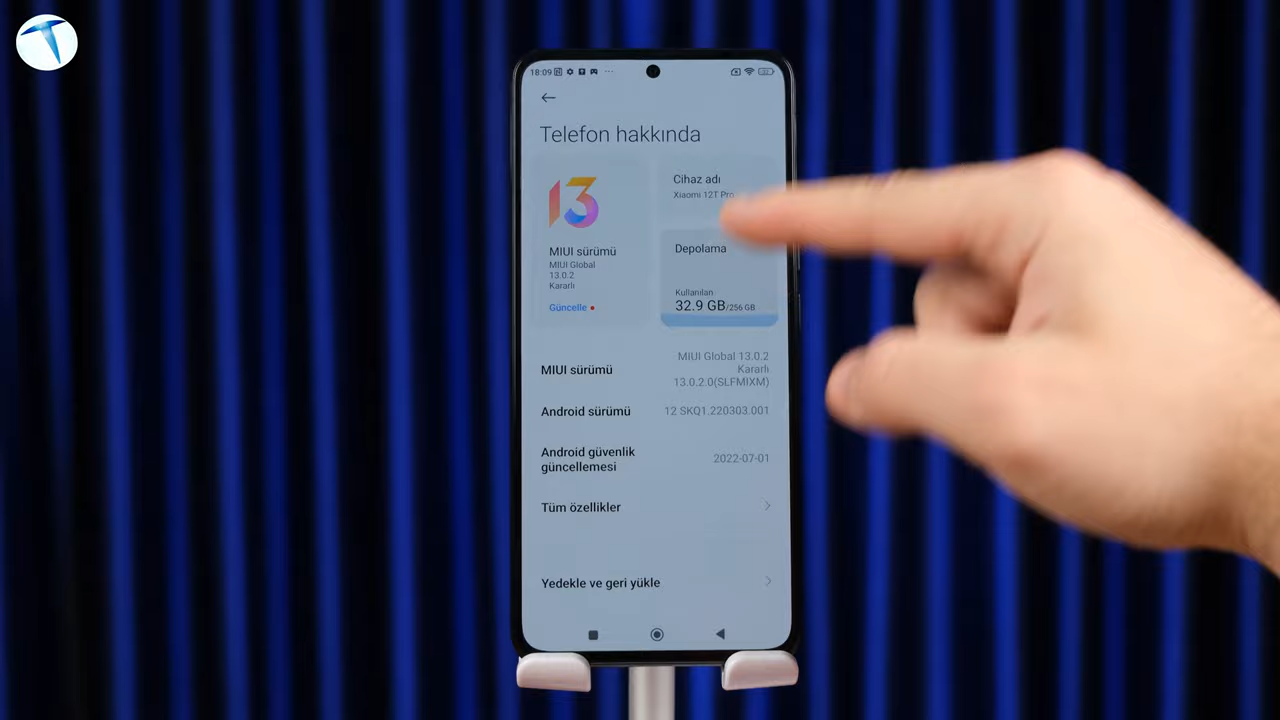 18:09
Telefon hakkında
13
MIUI sürümü
MIUI Global
13.0.2
Kararlı
Güncelle
Cihaz adı
Xiaomi 12T Pro
Depolama
Kullanılan
32.9 GB/256 GB
MIUI sürümü
MIUI Global 13.0.2
Kararlı
13.0.2.0(SLFMIXM)
Android sürümü
12 SKQ1.220303.001
Android güvenlik
güncellemesi
2022-07-01
Tüm özellikler
Yedekle ve geri yükle